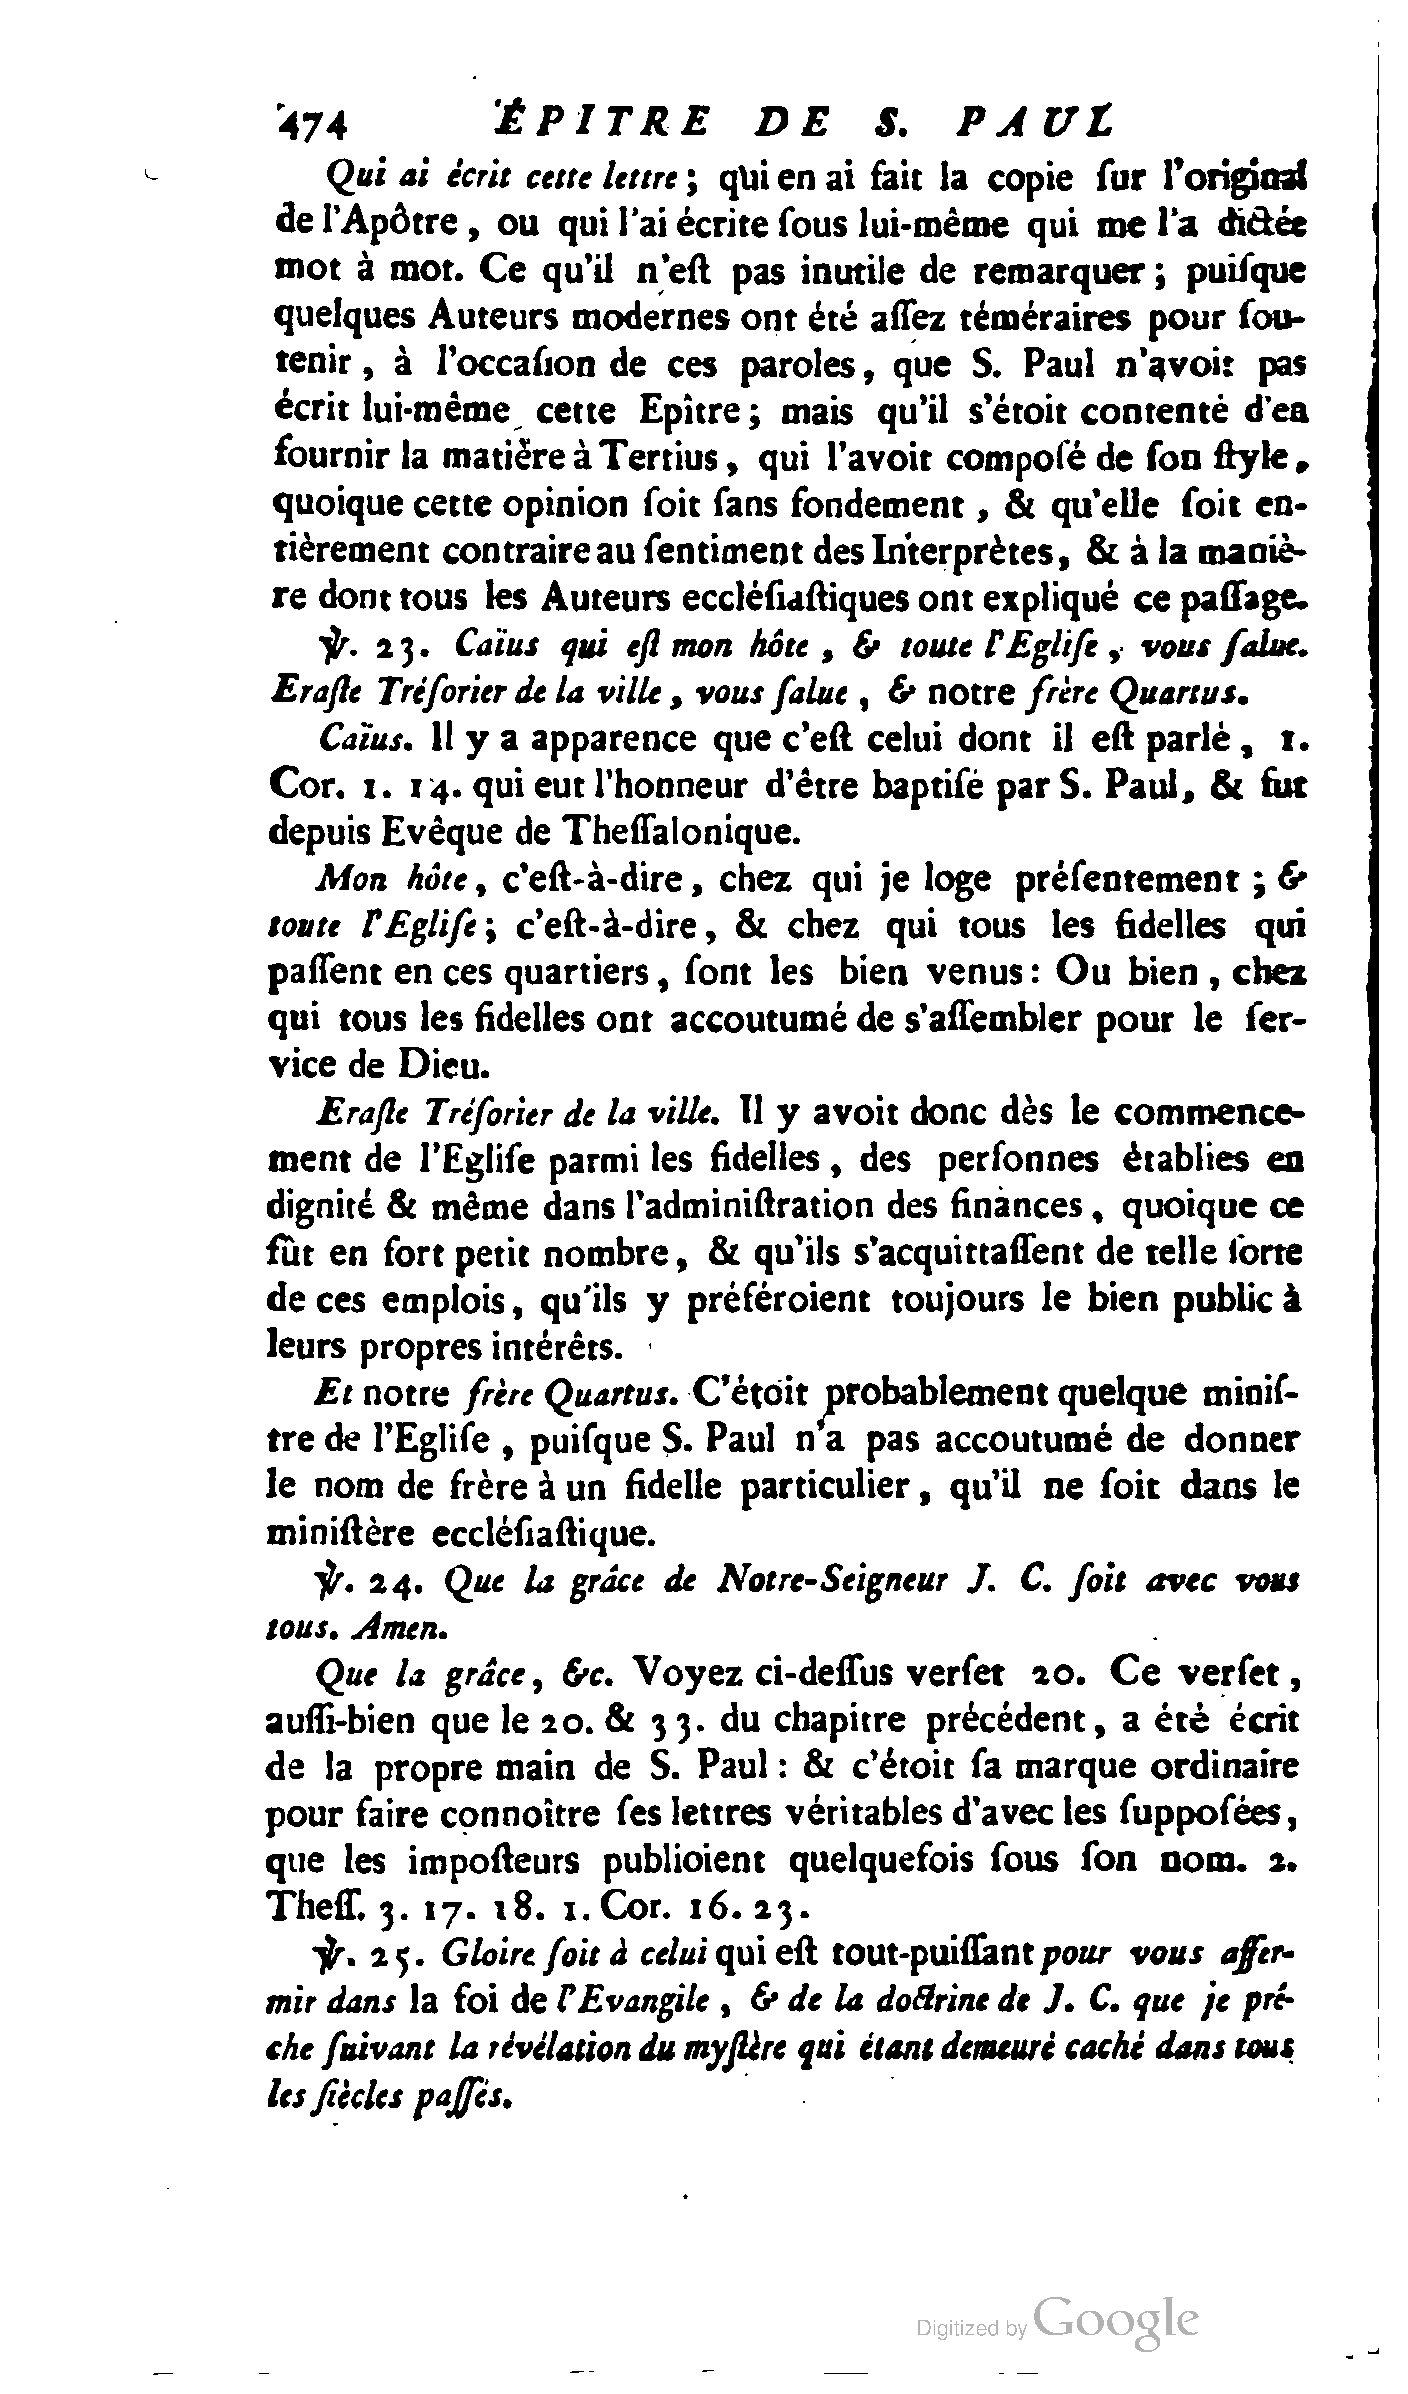 474 ÉPITRE DE S. PAUL
Qui ai écrit cette lettre ; qui en ai fait la copie ſur l'original
de l'Apôtre , ou qui l'ai écrite ſous lui-même qui me l'a dictée
mot à mot. Ce qu'il n'eſt pas inutile de remarquer ; puiſque
quelques Auteurs modernes ont été aſſez téméraires pour ſou-
tenir , à l'occaſion de ces paroles, que S. Paul n'avoit pas
écrit lui-même cette Epître ; mais qu'il s'étoit contenté d'en
fournir la matière à Tertius, qui l'avoit compoſé de ſon ſtyle,
quoique cette opinion ſoit ſans fondement , & qu'elle ſoit en-
tièrement contraire au ſentiment des Interprètes, & à la maniè-
re dont tous les Auteurs eccléſiaſtiques ont expliqué ce paſſage.
℣. 23. Caïus qui eſt mon hôte , & toute l'Egliſe , vous ſalue.
Eraſte Tréſorier de la ville , vous ſalue , & notre frère Quartus.
Caïus. Il y a apparence que c'eſt celui dont il eſt parlé , 1.
Cor. 1. 14. qui eut l'honneur d'être baptiſé par S. Paul, & fut
depuis Evêque de Theſſalonique.
Mon hôte, c'eſt-à-dire , chez qui je loge préſentement ; &
toute l'Egliſe ; c'eſt-à-dire , & chez qui tous les fidelles qui
paſſent en ces quartiers , ſont les bien venus : Ou bien , chez
qui tous les fidelles ont accoutumé de s'aſſembler pour le ſer-
vice de Dieu.
Eraſte Tréſorier de la ville. Il y avoit donc dès le commence-
ment de l'Egliſe parmi les fidelles , des perſonnes établies en
dignité & même dans l'adminiſtration des finances , quoique ce
fût en fort petit nombre , & qu'ils s'acquittaſſent de telle ſorte
de ces emplois, qu'ils y préféroient toujours le bien public à
leurs propres intérêts.
Et notre frère Quartus. C'étoit probablement quelque miniſ-
tre de l'Egliſe , puiſque S. Paul n'a pas accoutumé de donner
le nom de frère à un fidelle particulier , qu'il ne ſoit dans le
miniſtère eccléſiaſtique.
℣. 24. Que la grâce de Notre-Seigneur J. C. ſoit avec vous
tous. Amen.
Que la grâce, &c. Voyez ci-deſſus verſet 20. Ce verſet ,
auſſi-bien que le 20. & 33. du chapitre précédent , a été écrit
de la propre main de S. Paul : & c'étoit ſa marque ordinaire
pour faire connoître ſes lettres véritables d'avec les ſuppoſées,
que les impoſteurs publioient quelquefois ſous ſon nom. 2.
Theſſ. 3. 17. 18. 1. Cor. 16. 23.
℣. 25. Gloire ſoit à celui qui eſt tout-puiſſant pour vous affer-
mir dans la foi de l'Evangile , & de la doctrine de J. C. que je prê-
che ſuivant la révélation du myſtère qui étant demeuré caché dans tous
les ſiècles paſſés.
Digitized by Google